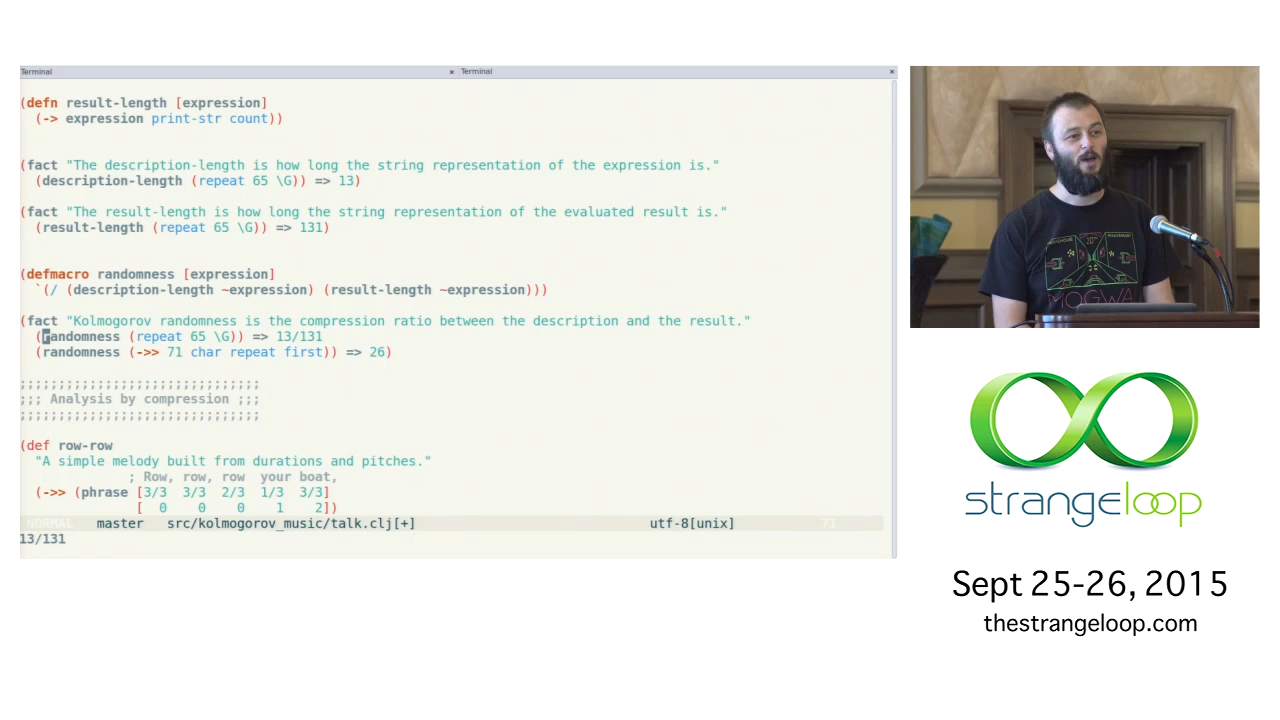 Terminal × Terminal ×
(defn result-length [expression]
(-> expression print-str count))
(fact "The description-length is how long the string representation of the expression is."
(description-length (repeat 65 \G)) => 13)
(fact "The result-length is how long the string representation of the evaluated result is."
(result-length (repeat 65 \G)) => 131)
(defmacro randomness [expression]
`(/ (description-length ~expression) (result-length ~expression)))
(fact "Kolmogorov randomness is the compression ratio between the description and the result."
(randomness (repeat 65 \G)) => 13/131
(randomness (->> 71 char repeat first)) => 26)
;;;;;;;;;;;;;;;;;;;;;;;;;;;;;;;
;;; Analysis by compression ;;;
;;;;;;;;;;;;;;;;;;;;;;;;;;;;;;;
(def row-row
"A simple melody built from durations and pitches."
; Row, row, row your boat,
(->> (phrase [3/3 3/3 2/3 1/3 3/3]
[ 0 0 0 1 2])
NORMAL master src/kolmogorov_music/talk.clj[+] utf-8[unix] 71
13/131
20th
MOGWA
strangeloop
Sept 25-26, 2015
thestrangeloop.com